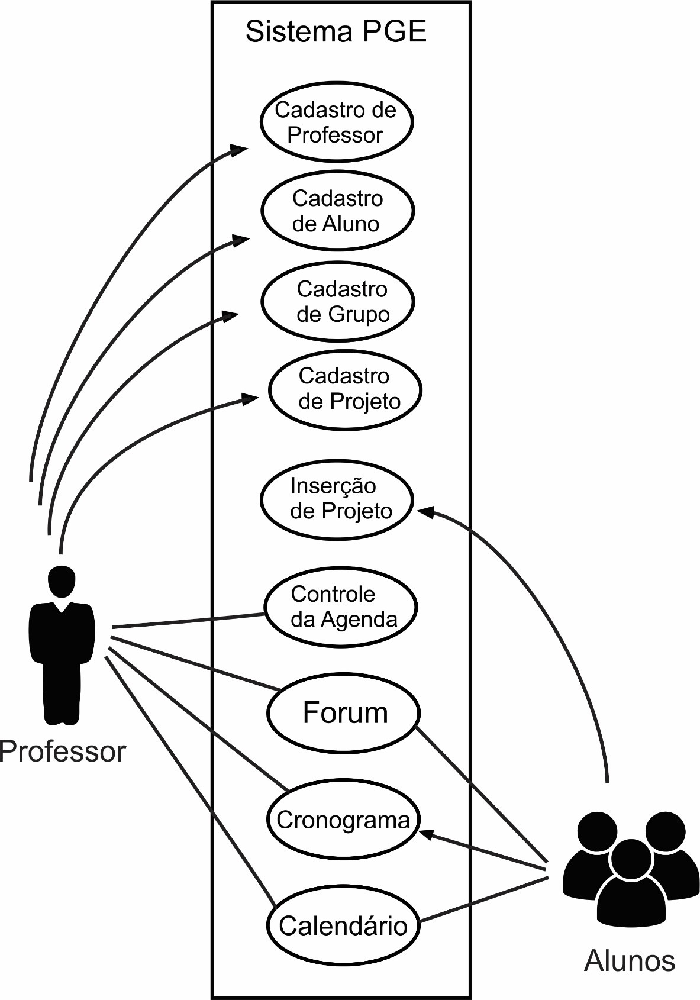 Sistema PGE
Cadastro de
Professor
Cadastro
de Aluno
Cadastro
de Grupo
Cadastro
de Projeto
Inserção
de Projeto
Controle
da Agenda
Forum
Professor
Cronograma
Calendário
Alunos